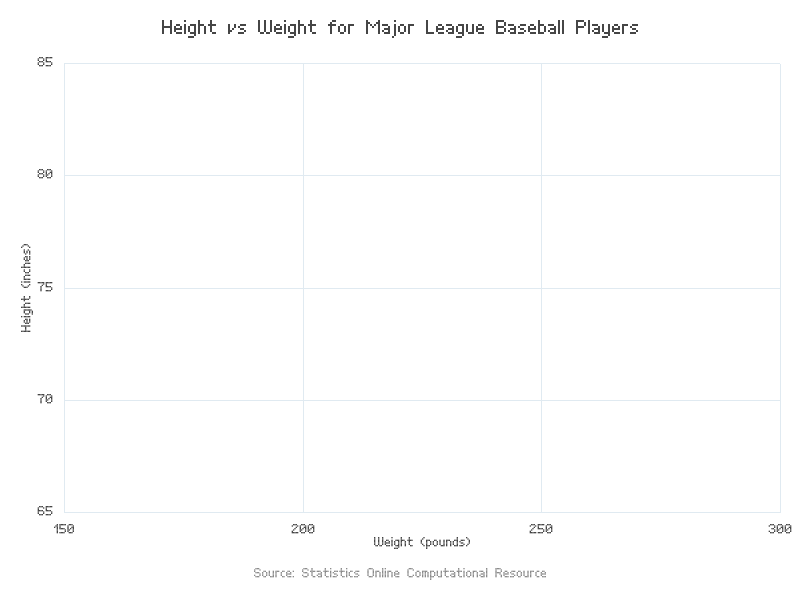 Height vs Weight for Major League Baseball Players
85
80
75
70
65
Height (inches)
150 200 250 300
Weight (pounds)
Source: Statistics Online Computational Resource